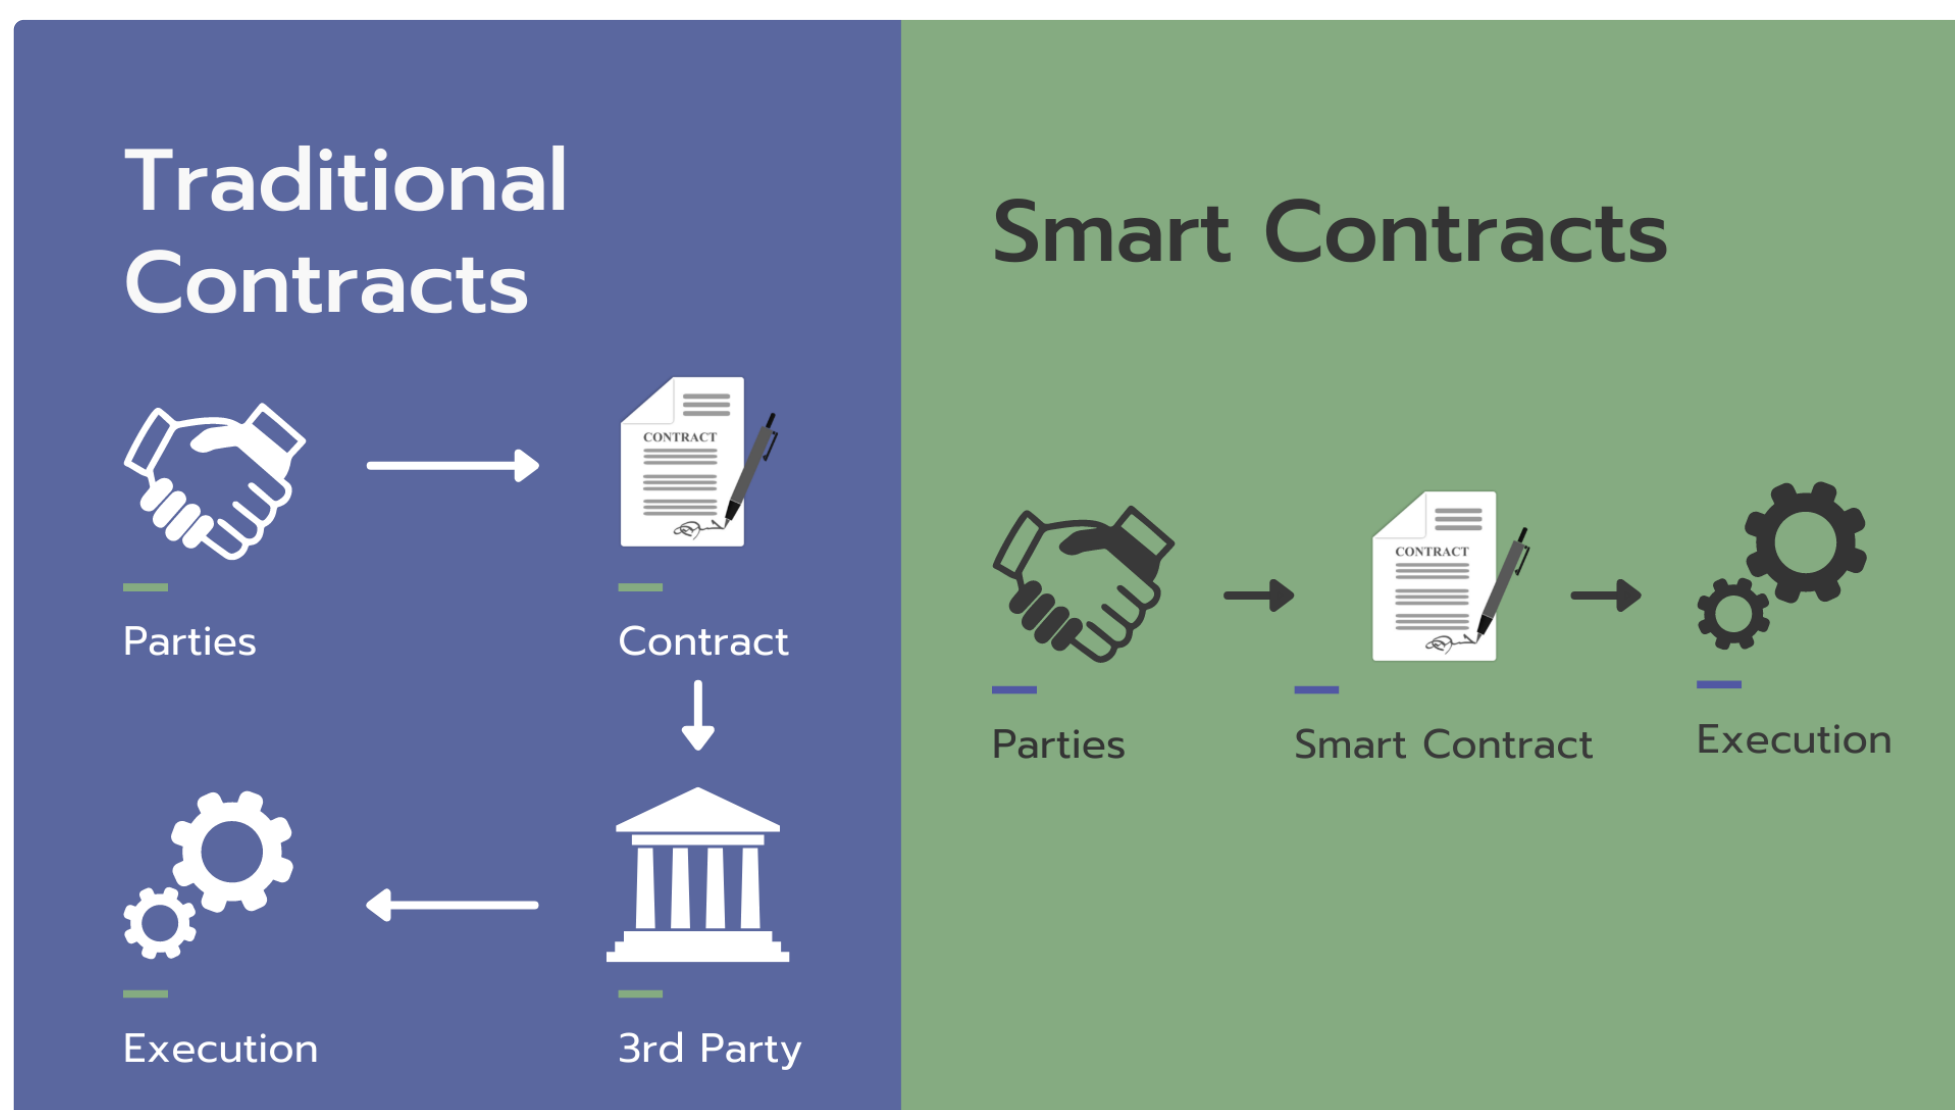 Traditional
Contracts
CONTRACT
Parties
Contract
Execution
3rd Party
Smart Contracts
CONTRACT
Parties
Smart Contract
Execution